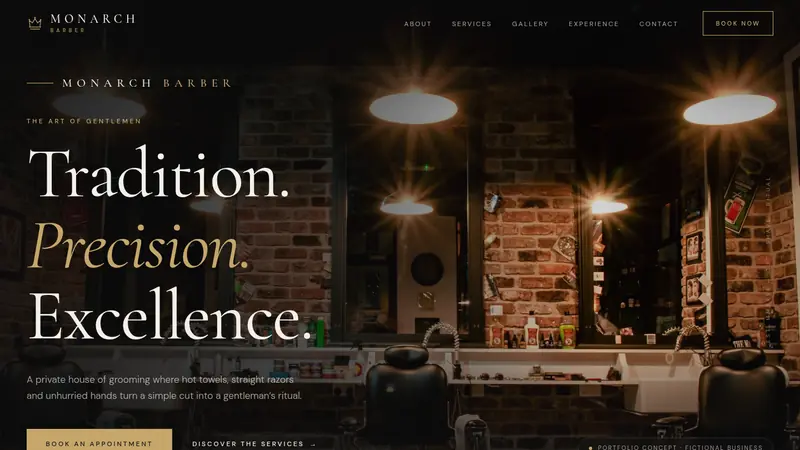 MONARCH
BARBER
ABOUT
SERVICES
GALLERY
EXPERIENCE
CONTACT
BOOK NOW
MONARCH BARBER
THE ART OF GENTLEMEN
Tradition.
Precision.
Excellence.
A private house of grooming where hot towels, straight razors
and unhurried hands turn a simple cut into a gentleman's ritual.
BOOK AN APPOINTMENT
DISCOVER THE SERVICES →
PORTFOLIO CONCEPT · FICTIONAL BUSINESS